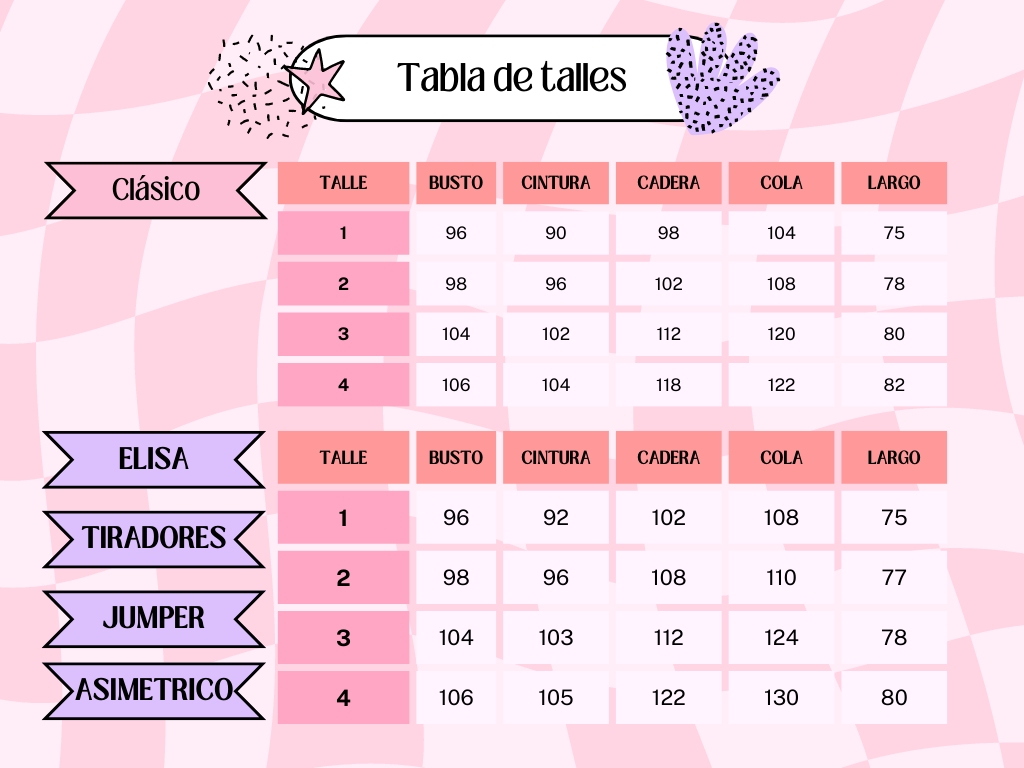 Tabla de talles
Clásico
TALLE BUSTO CINTURA CADERA COLA LARGO
1 96 90 98 104 75
2 98 96 102 108 78
3 104 102 112 120 80
4 106 104 118 122 82
ELISA
TIRADORES
JUMPER
ASIMETRICO
TALLE BUSTO CINTURA CADERA COLA LARGO
1 96 92 102 108 75
2 98 96 108 110 77
3 104 103 112 124 78
4 106 105 122 130 80